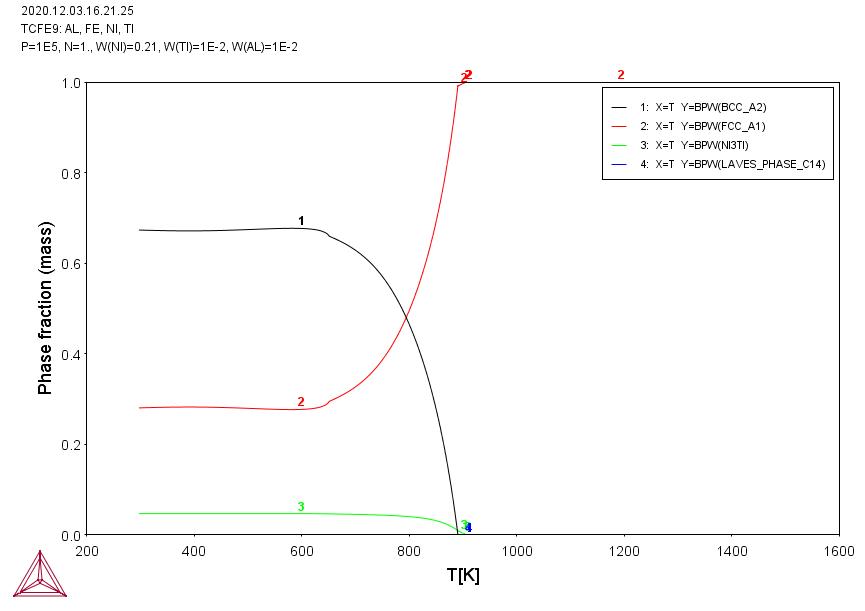 2020.12.03.16.21.25
TCFE9: AL, FE, NI, TI
P=1E5, N=1., W(NI)=0.21, W(TI)=1E-2, W(AL)=1E-2
2 2 2
1.0
1: X=T Y=BPW(BCC_A2)
2: X=T Y=BPW(FCC_A1)
3: X=T Y=BPW(NI3TI)
4: X=T Y=BPW(LAVES_PHASE_C14)
0.8
1
Phase fraction (mass)
0.6
0.4
2
0.2
3
3 4
0.0
200 400 600 800 1000 1200 1400 1600
T[K]